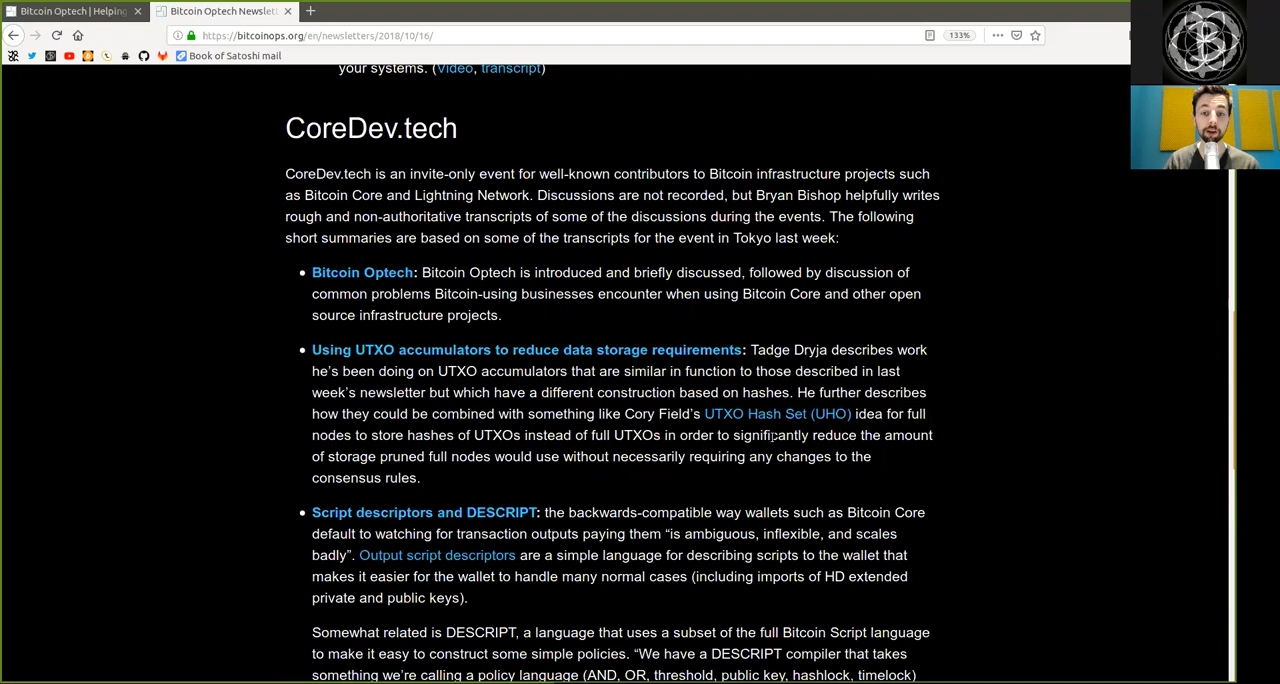 Bitcoin Optech | Helping
Bitcoin Optech Newslett
https://bitcoinops.org/en/newsletters/2018/10/16/
133%
Book of Satoshi mail
your systems. (Video, transcript)
CoreDev.tech
CoreDev.tech is an invite-only event for well-known contributors to Bitcoin infrastructure projects such
as Bitcoin Core and Lightning Network. Discussions are not recorded, but Bryan Bishop helpfully writes
rough and non-authoritative transcripts of some of the discussions during the events. The following
short summaries are based on some of the transcripts for the event in Tokyo last week:
Bitcoin Optech: Bitcoin Optech is introduced and briefly discussed, followed by discussion of
common problems Bitcoin-using businesses encounter when using Bitcoin Core and other open
source infrastructure projects.
Using UTXO accumulators to reduce data storage requirements: Tadge Dryja describes work
he's been doing on UTXO accumulators that are similar in function to those described in last
week's newsletter but which have a different construction based on hashes. He further describes
how they could be combined with something like Cory Field's UTXO Hash Set (UHO) idea for full
nodes to store hashes of UTXOs instead of full UTXOs in order to significantly reduce the amount
of storage pruned full nodes would use without necessarily requiring any changes to the
consensus rules.
Script descriptors and DESCRIPT: the backwards-compatible way wallets such as Bitcoin Core
default to watching for transaction outputs paying them “is ambiguous, inflexible, and scales
badly”. Output script descriptors are a simple language for describing scripts to the wallet that
makes it easier for the wallet to handle many normal cases (including imports of HD extended
private and public keys).
Somewhat related is DESCRIPT, a language that uses a subset of the full Bitcoin Script language
to make it easy to construct some simple policies. “We have a DESCRIPT compiler that takes
something we're calling a policy language (AND, OR, threshold, public key, hashlock, timelock)